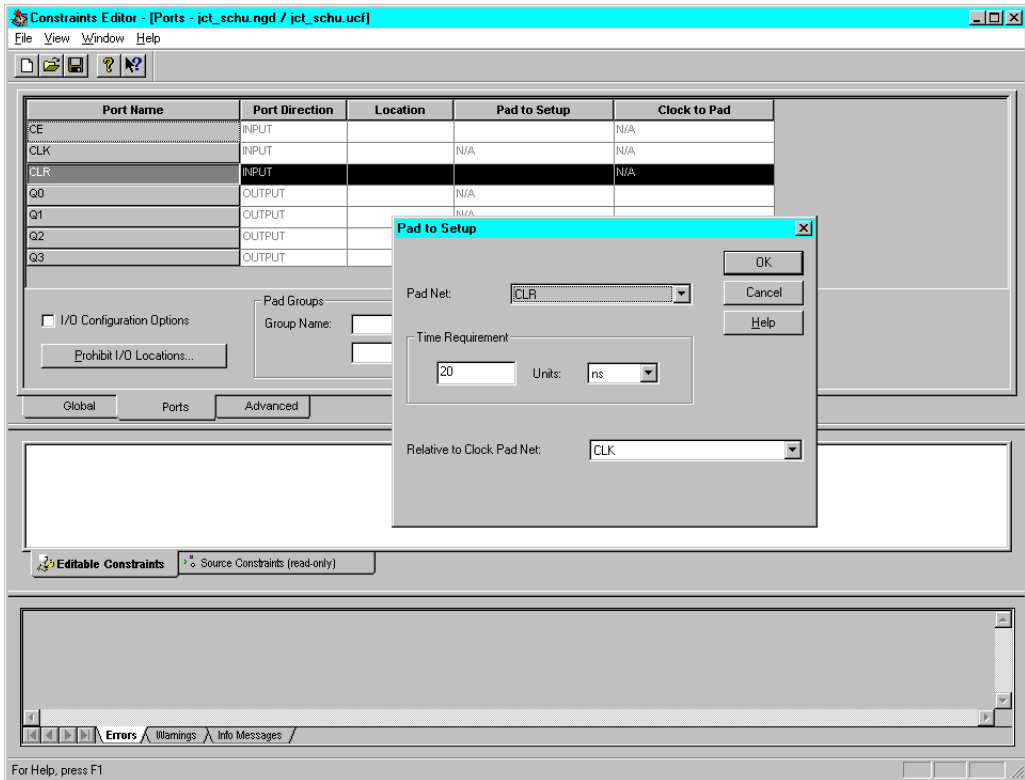 Constraints Editor - [Ports - jct_schu.ngd / jct_schu.ucf]
File View Window Help
Port Name Port Direction Location Pad to Setup Clock to Pad
CE INPUT N/A
CLK INPUT N/A N/A
CLR INPUT N/A
Q0 OUTPUT N/A
Q1 OUTPUT N/A
Q2 OUTPUT
Q3 OUTPUT
Pad to Setup
OK
Pad Net: CLR Cancel
Help
Time Requirement
20 Units: ns
Relative to Clock Pad Net: CLK
I/O Configuration Options
Prohibit I/O Locations...
Pad Groups
Group Name:
Global Ports Advanced
Editable Constraints Source Constraints (read-only)
Errors Warnings Info Messages
For Help, press F1